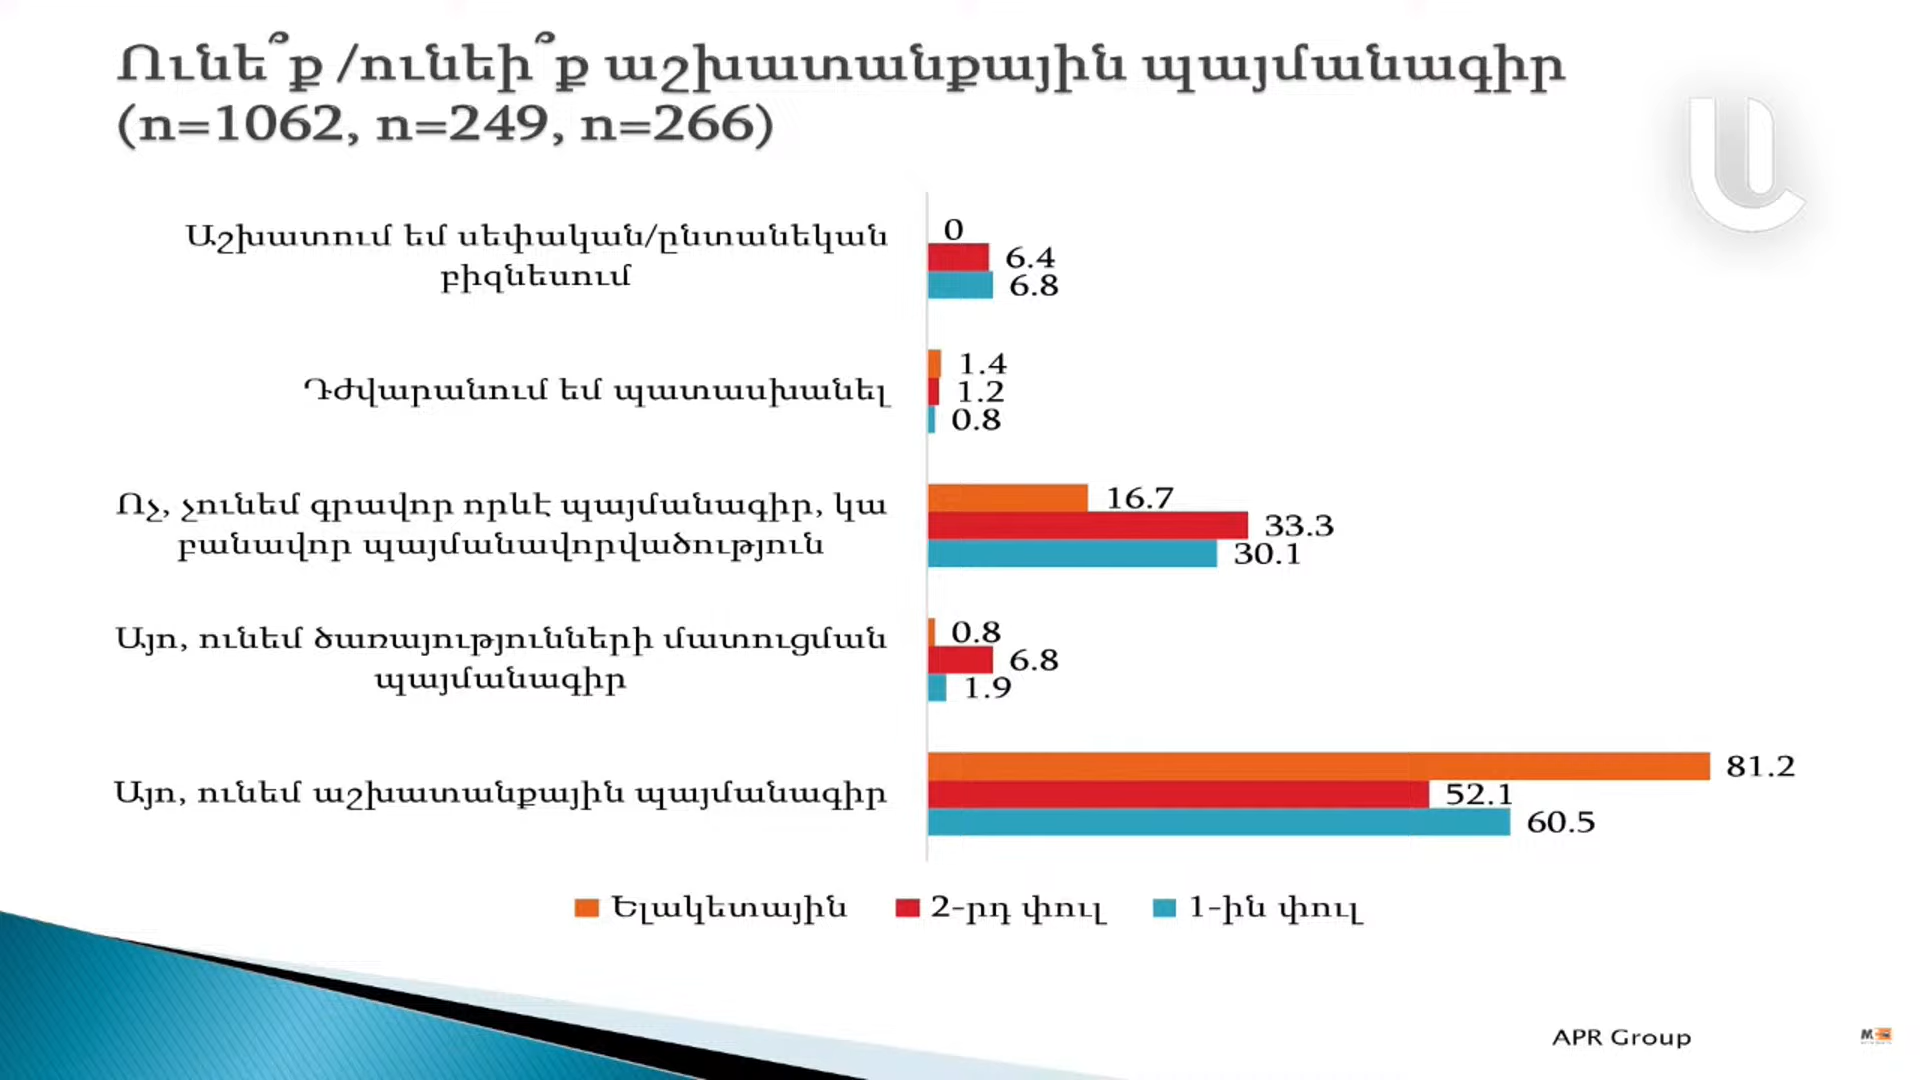 Ունե՞ք /ունեի՞ք աշխատանքային պայմանագիր
(n=1062, n=249, n=266)
Աշխատում եմ սեփական/ընտանեկան
բիզնեսում
0
6.4
6.8
Դժվարանում եմ պատասխանել
1.4
1.2
0.8
Ոչ, չունեմ գրավոր որևէ պայմանագիր, կա
բանավոր պայմանավորվածություն
16.7
33.3
30.1
Այո, ունեմ ծառայությունների մատուցման
պայմանագիր
0.8
6.8
1.9
Այո, ունեմ աշխատանքային պայմանագիր
81.2
52.1
60.5
Ելակետային 2-րդ փուլ 1-ին փուլ
APR Group